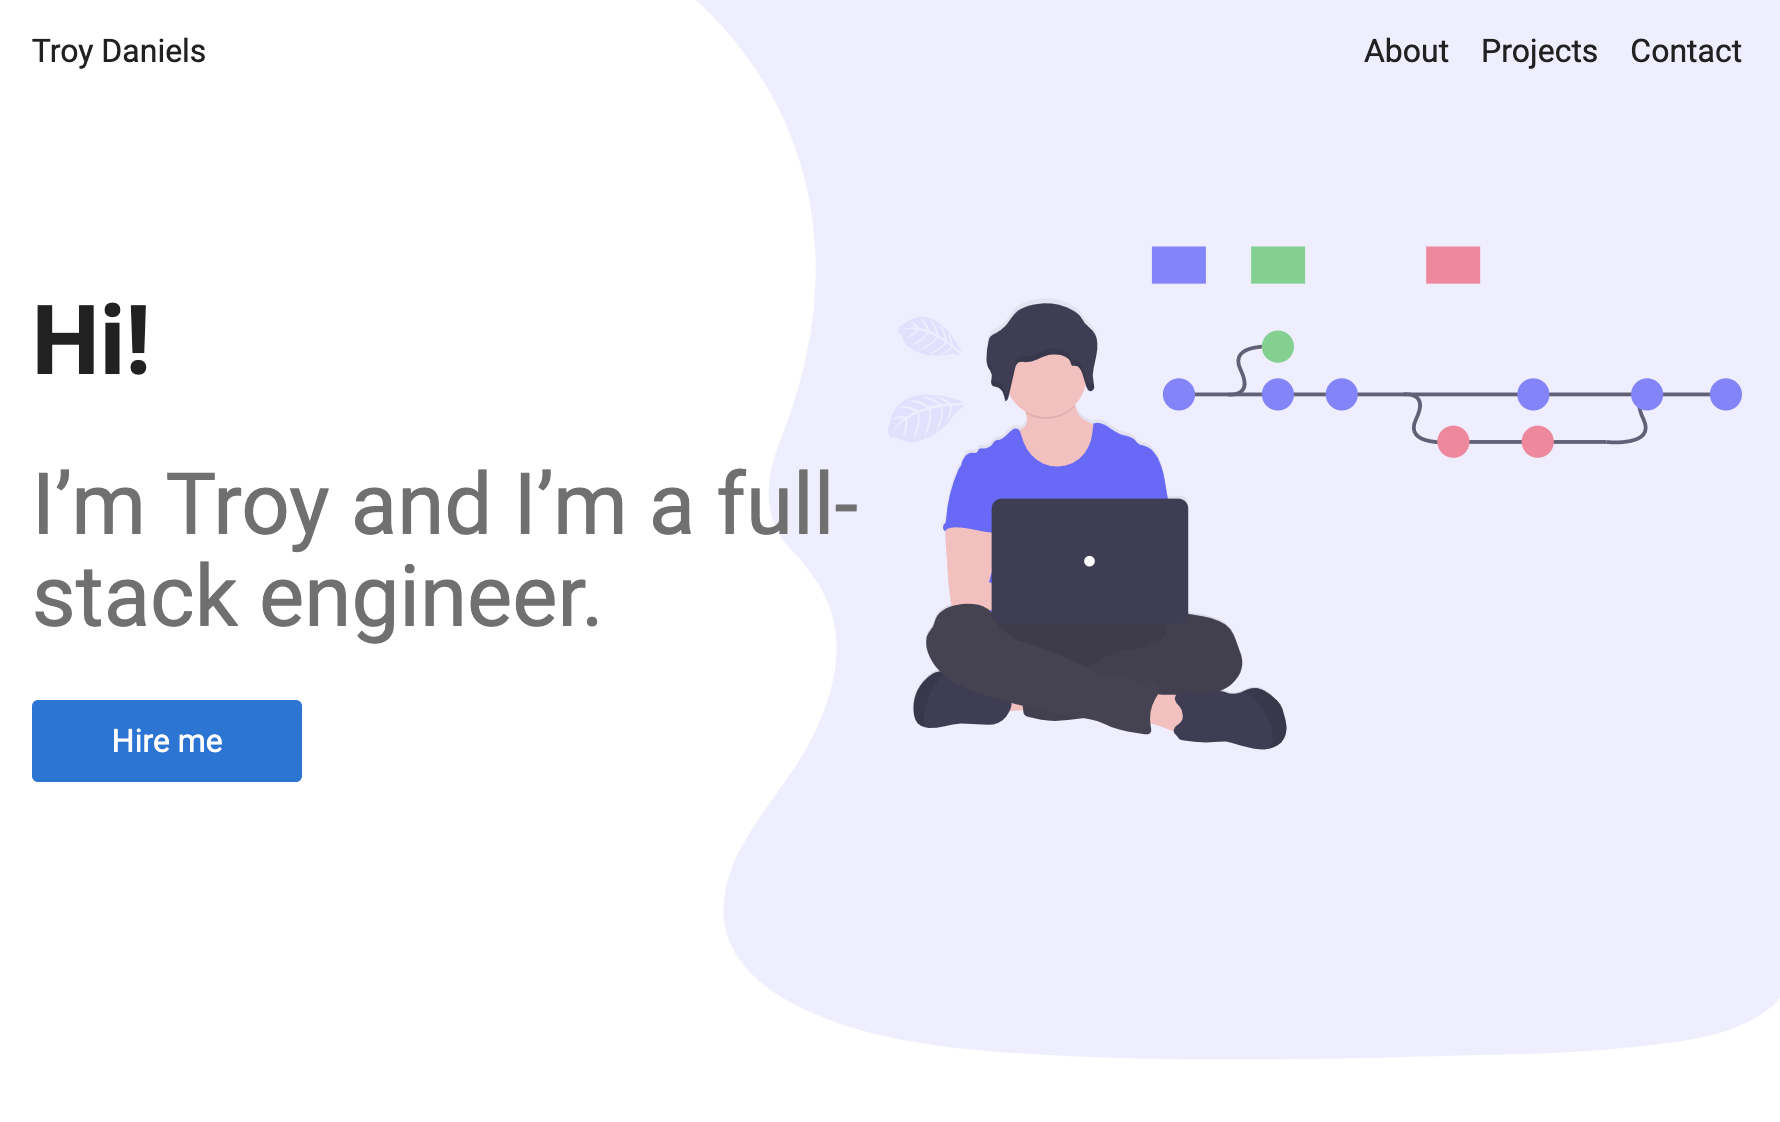 Troy Daniels
About Projects Contact
Hi!
I’m Troy and I’m a full-
stack engineer.
Hire me